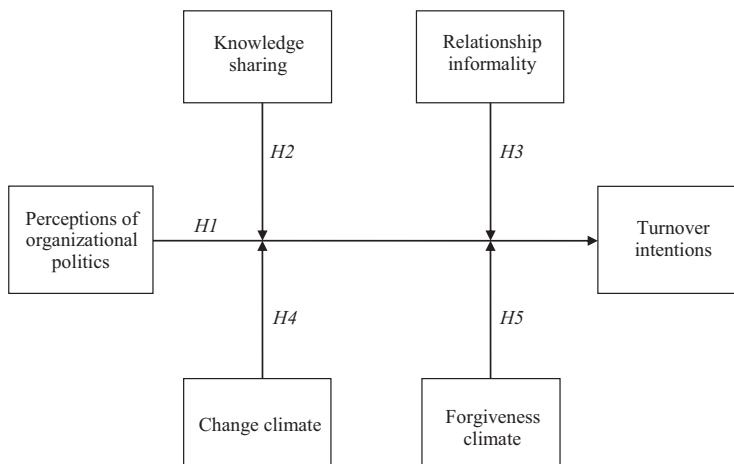 Knowledge
sharing
Relationship
informality
H2
H3
Perceptions of
organizational
politics
H1
Turnover
intentions
H4
H5
Change climate
Forgiveness
climate